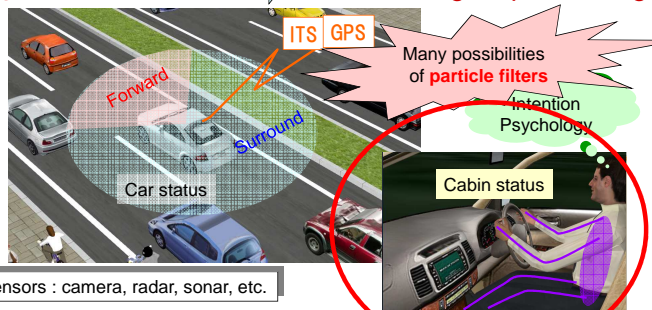 ITS GPS
Many possibilities
of particle filters
Forward
Intention
Psychology
Surround
Cabin status
Car status
ensors : camera, radar, sonar, etc.